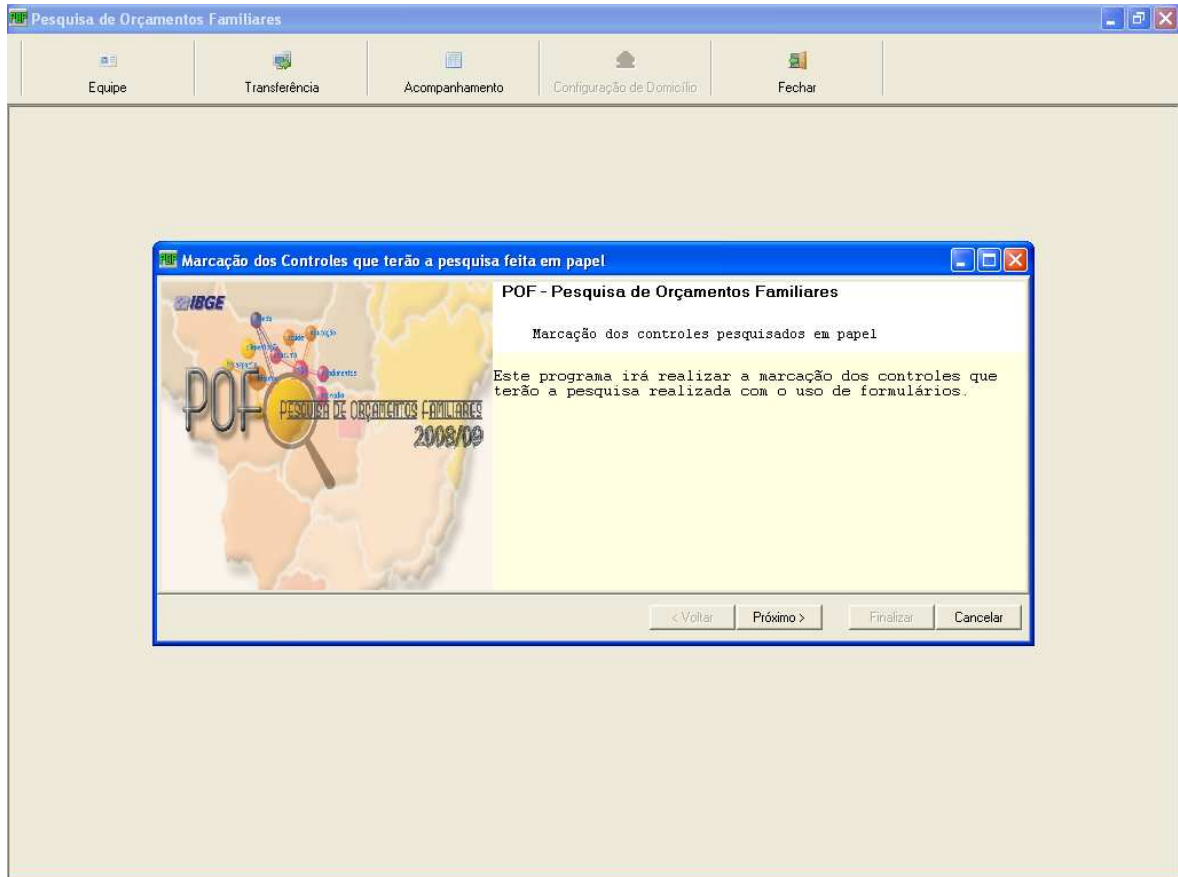 Pesquisa de Orçamentos Familiares
Equipe
Transferência
Acompanhamento
Configuração de Domicílio
Fechar
Marcação dos Controles que terão a pesquisa feita em papel
IBGE
POF
PESQUISA DE ORÇAMENTOS FAMILIARES
2008/09
POF - Pesquisa de Orçamentos Familiares
Marcação dos controles pesquisados em papel
Este programa irá realizar a marcação dos controles que
terão a pesquisa realizada com o uso de formulários.
< Voltar
Próximo >
Finalizar
Cancelar